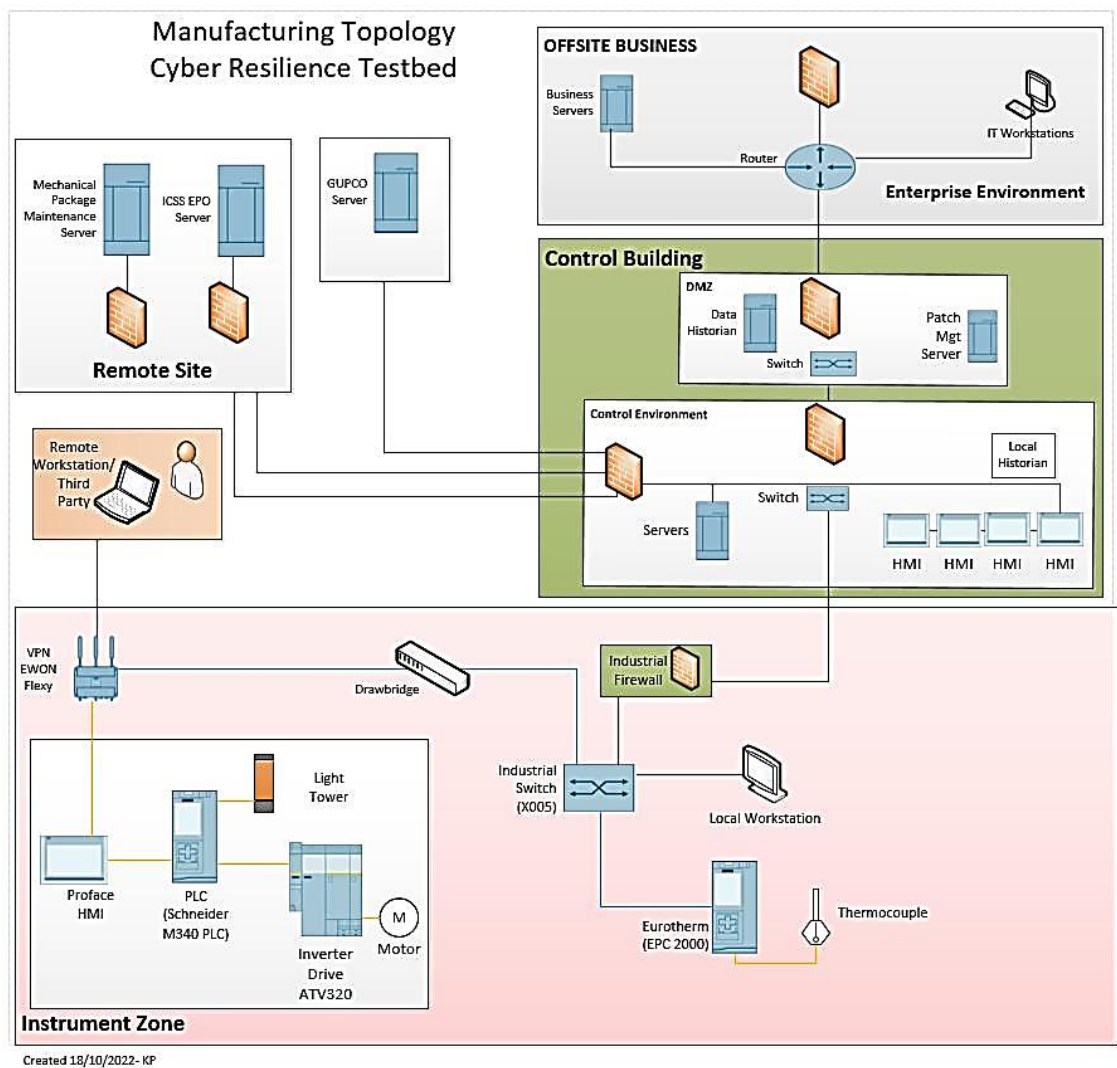 Manufacturing Topology
Cyber Resilience Testbed
OFFSITE BUSINESS
Business
Servers
IT Workstations
Router
Enterprise Environment
Mechanical
Package
Maintenance
Server
ICSS EPO
Server
Remote Site
GUPCO
Server
Control Building
DMZ
Data
Historian
Patch
Mgt
Server
Switch
Control Environment
Local
Historian
Switch
Servers
HMI
HMI
HMI
HMI
Remote
Workstation/
Third
Party
VPN
EWON
Flexy
Drawbridge
Industrial
Firewall
Industrial
Switch
(X005)
Local Workstation
Light
Tower
Proface
HMI
PLC
(Schneider
M340 PLC)
Inverter
Drive
ATV320
M
Motor
Eurotherm
(EPC 2000)
Thermocouple
Instrument Zone
Created 18/10/2022- KP